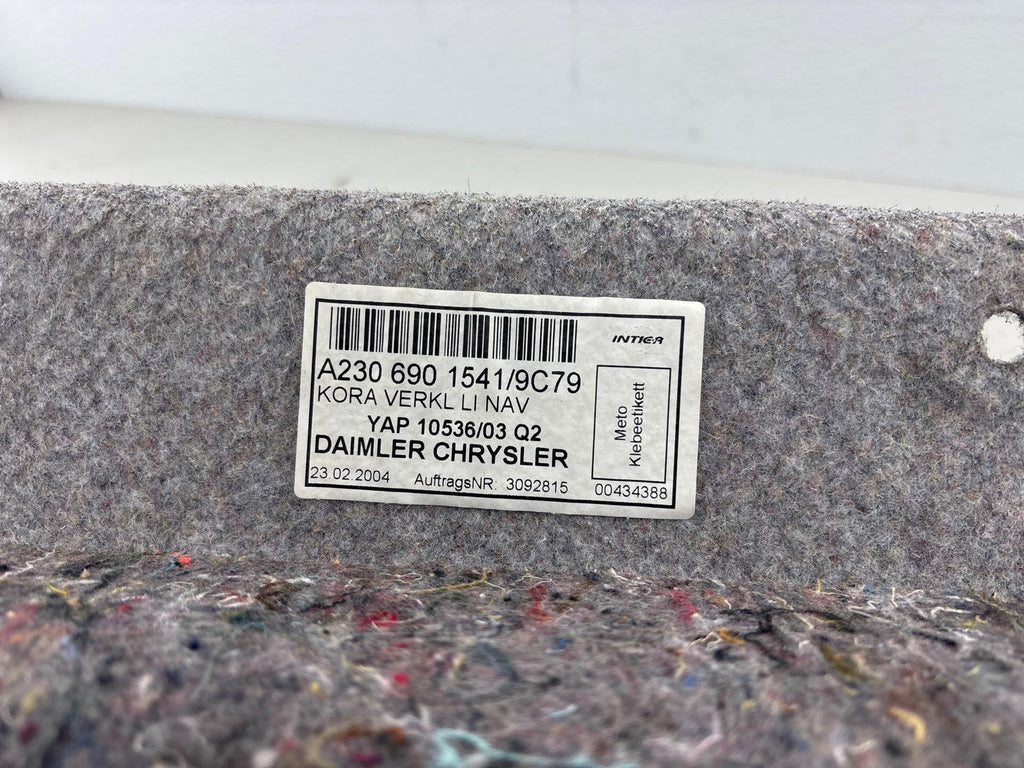 INTIER
A230 690 1541/9C79
KORA VERKL LI NAV
YAP 10536/03 Q2
DAIMLER CHRYSLER
23.02.2004 AuftragsNR: 3092815
Meto
Klebeetikett
00434388